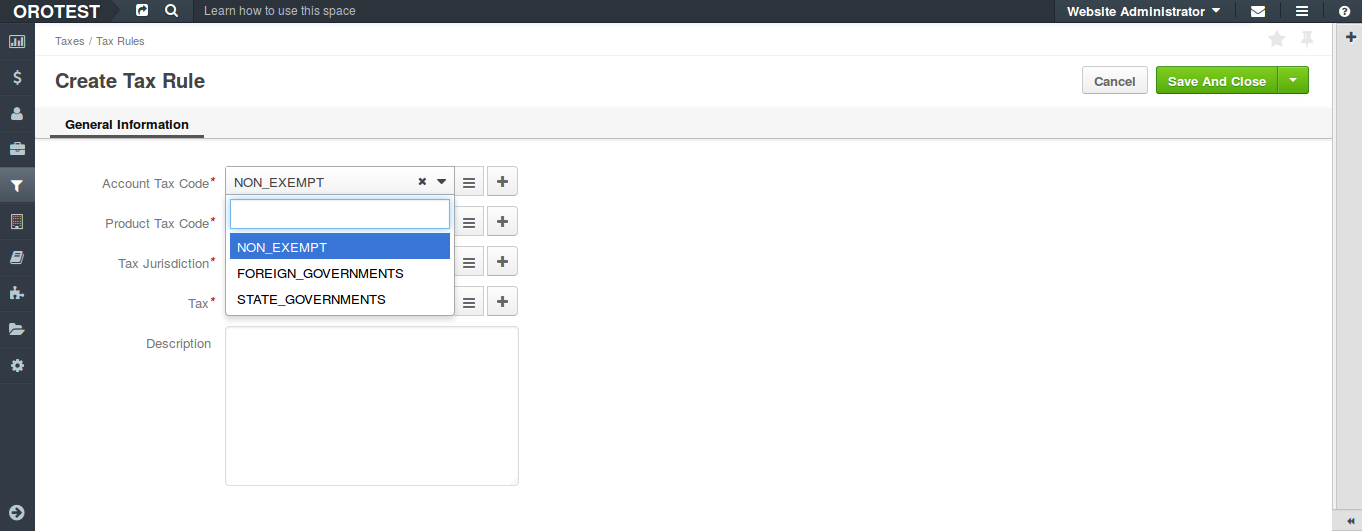 OROTEST Learn how to use this space Website Administrator
Taxes / Tax Rules
Create Tax Rule Cancel Save And Close
General Information
Account Tax Code* NON_EXEMPT
Product Tax Code*
NON_EXEMPT
Tax Jurisdiction*
FOREIGN_GOVERNMENTS
STATE_GOVERNMENTS
Tax*
Description